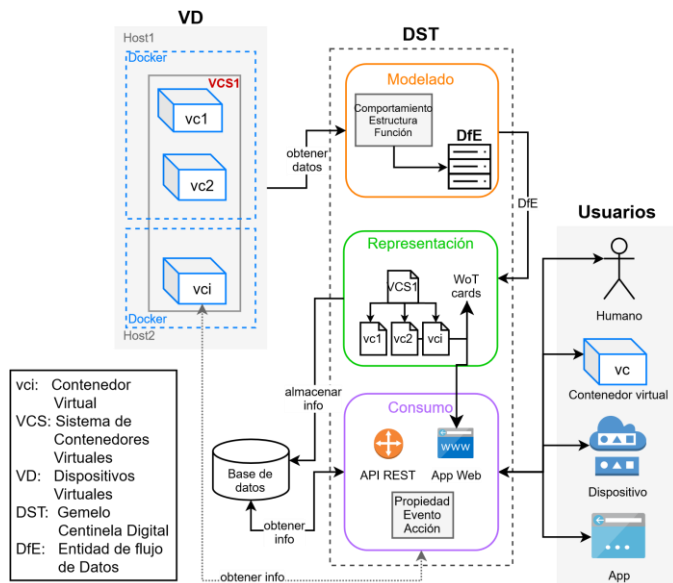 VD
Host1
Docker
VCS1
vc1
vc2
vci
Docker
Host2
obtener
datos
DST
Modelado
Comportamiento
Estructura
Función
DfE
DfE
Representación
VCS1
WoT
cards
vc1
vc2
vci
almacenar
info
Consumo
API REST
WWW
App Web
Propiedad
Evento
Acción
Base de
datos
obtener
info
obtener info
Usuarios
Humano
vc
Contenedor virtual
Dispositivo
App
vci: Contenedor
Virtual
VCS: Sistema de
Contenedores
Virtuales
VD: Dispositivos
Virtuales
DST: Gemelo
Centinela Digital
DfE: Entidad de flujo
de Datos